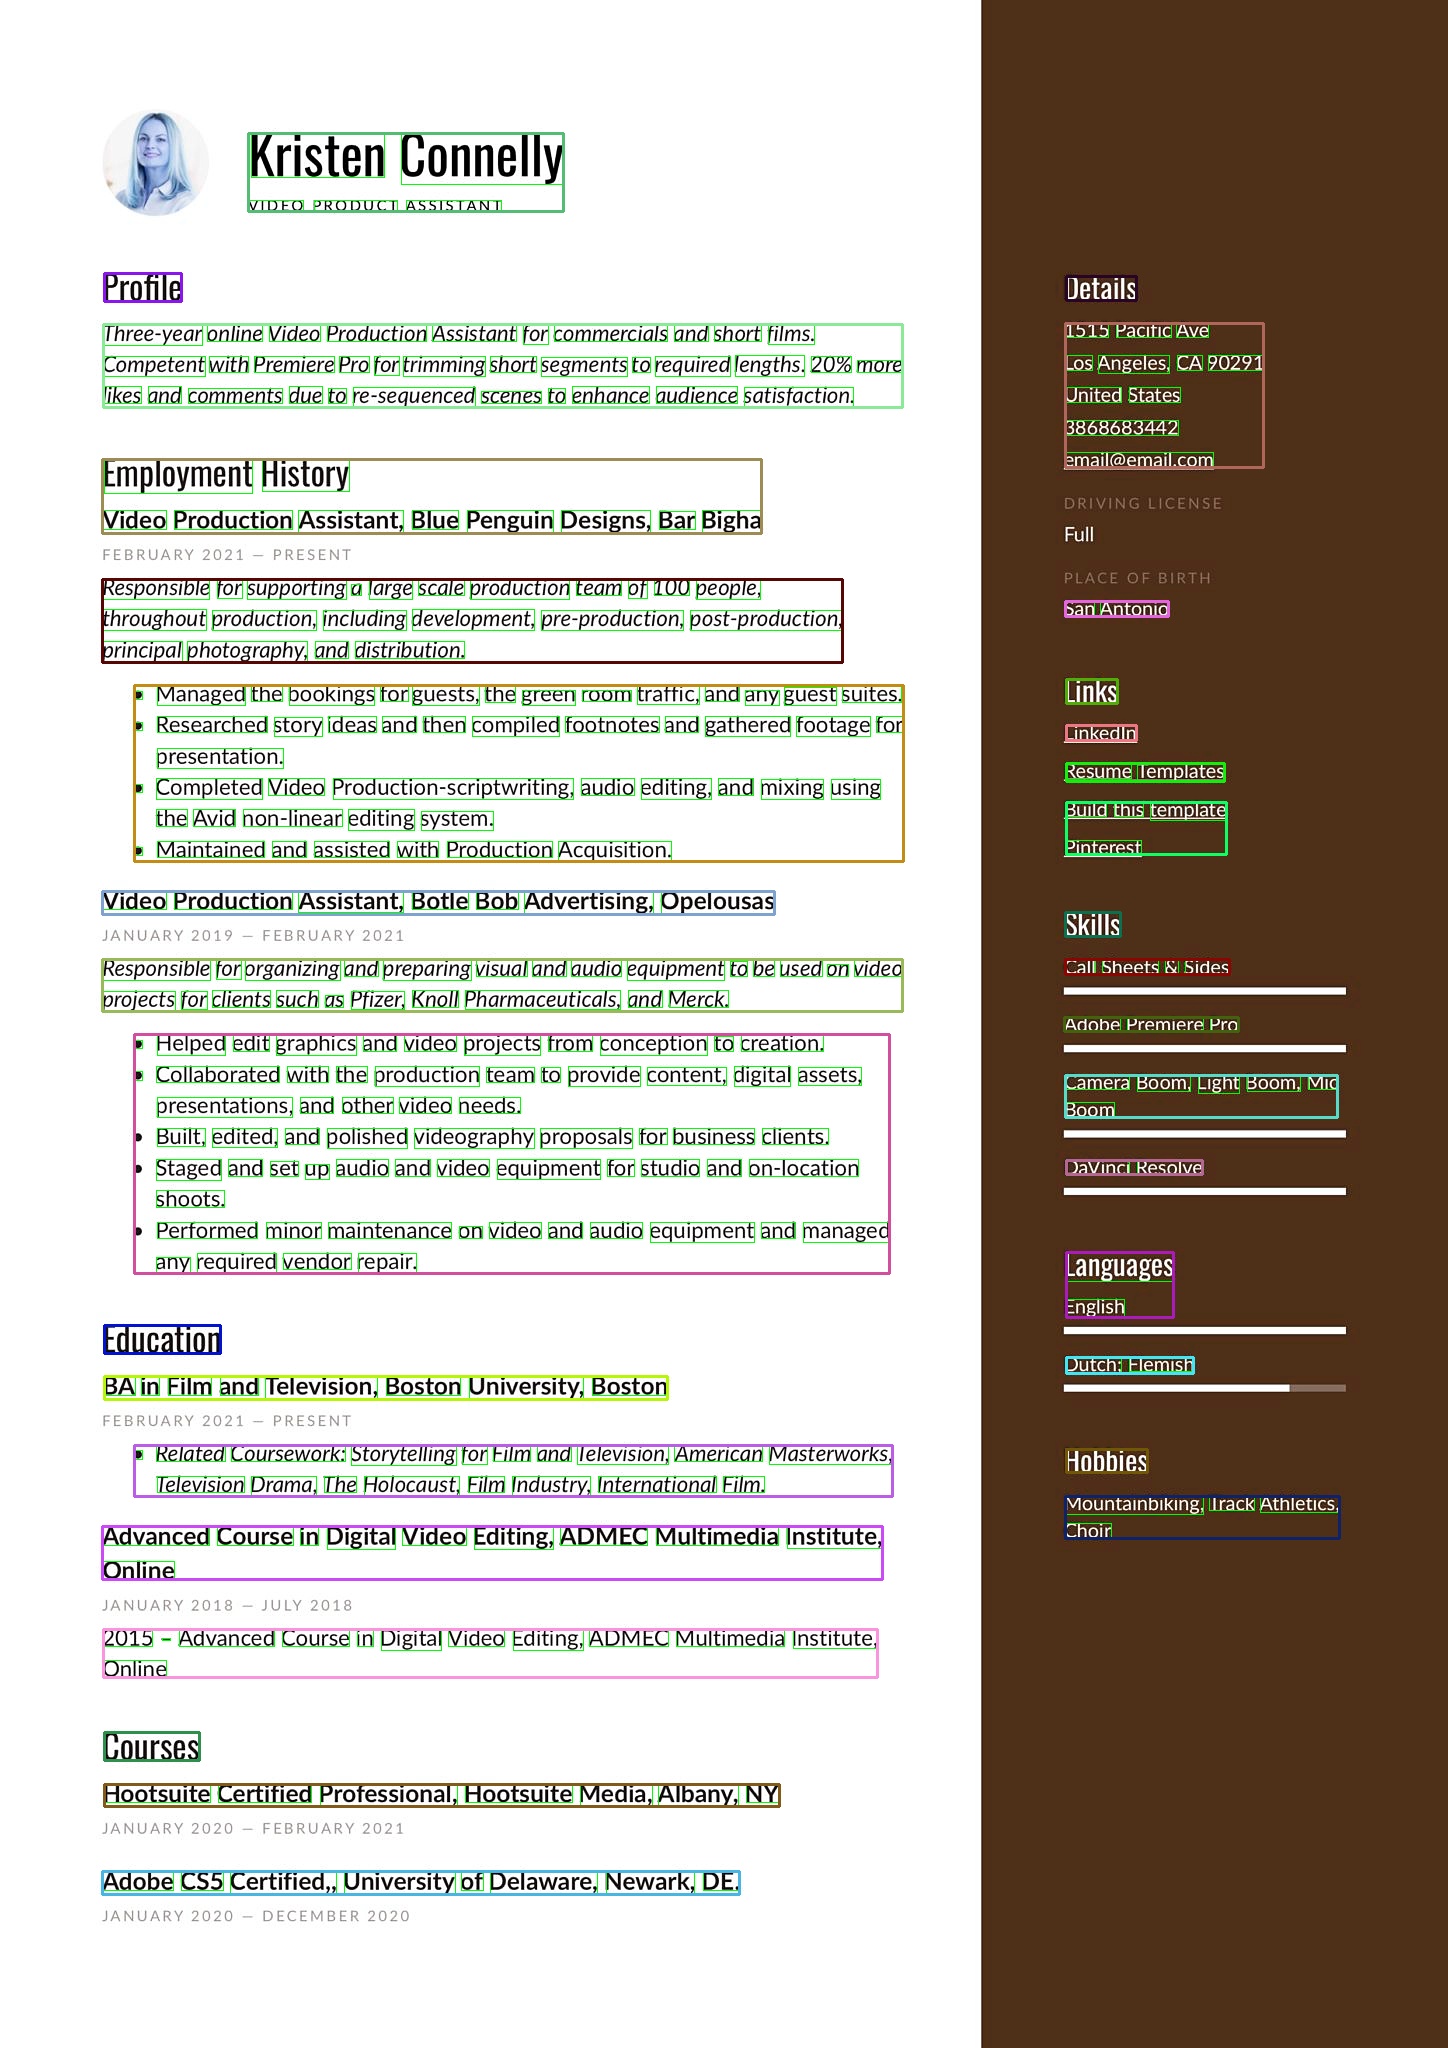 Kristen Connelly
VIDEO PRODUCT ASSISTANT
Profile
Three-year online Video Production Assistant for commercials and short films.
Competent with Premiere Pro for trimming short segments to required lengths. 20% more
likes and comments due to re-sequenced scenes to enhance audience satisfaction.
Employment History
Video Production Assistant, Blue Penguin Designs, Bar Bigha
FEBRUARY 2021 — PRESENT
Responsible for supporting a large scale production team of 100 people,
throughout production, including development, pre-production, post-production,
principal photography, and distribution.
• Managed the bookings for guests, the green room traffic, and any guest suites.
• Researched story ideas and then compiled footnotes and gathered footage for
presentation.
• Completed Video Production-scriptwriting, audio editing, and mixing using
the Avid non-linear editing system.
• Maintained and assisted with Production Acquisition.
Video Production Assistant, Botle Bob Advertising, Opelousas
JANUARY 2019 — FEBRUARY 2021
Responsible for organizing and preparing visual and audio equipment to be used on video
projects for clients such as Pfizer, Knoll Pharmaceuticals, and Merck.
• Helped edit graphics and video projects from conception to creation.
• Collaborated with the production team to provide content, digital assets,
presentations, and other video needs.
• Built, edited, and polished videography proposals for business clients.
• Staged and set up audio and video equipment for studio and on-location
shoots.
• Performed minor maintenance on video and audio equipment and managed
any required vendor repair.
Education
BA in Film and Television, Boston University, Boston
FEBRUARY 2021 — PRESENT
• Related Coursework: Storytelling for Film and Television, American Masterworks,
Television Drama, The Holocaust, Film Industry, International Film.
Advanced Course in Digital Video Editing, ADMEC Multimedia Institute,
Online
JANUARY 2018 — JULY 2018
2015 – Advanced Course in Digital Video Editing, ADMEC Multimedia Institute,
Online
Courses
Hootsuite Certified Professional, Hootsuite Media, Albany, NY
JANUARY 2020 — FEBRUARY 2021
Adobe CS5 Certified,, University of Delaware, Newark, DE.
JANUARY 2020 — DECEMBER 2020
Details
1515 Pacific Ave
Los Angeles, CA 90291
United States
3868683442
email@email.com
DRIVING LICENSE
Full
PLACE OF BIRTH
San Antonio
Links
LinkedIn
Resume Templates
Build this template
Pinterest
Skills
Call Sheets & Sides
Adobe Premiere Pro
Camera Boom, Light Boom, Mic
Boom
DaVinci Resolve
Languages
English
Dutch; Flemish
Hobbies
Mountainbiking, Track Athletics,
Choir